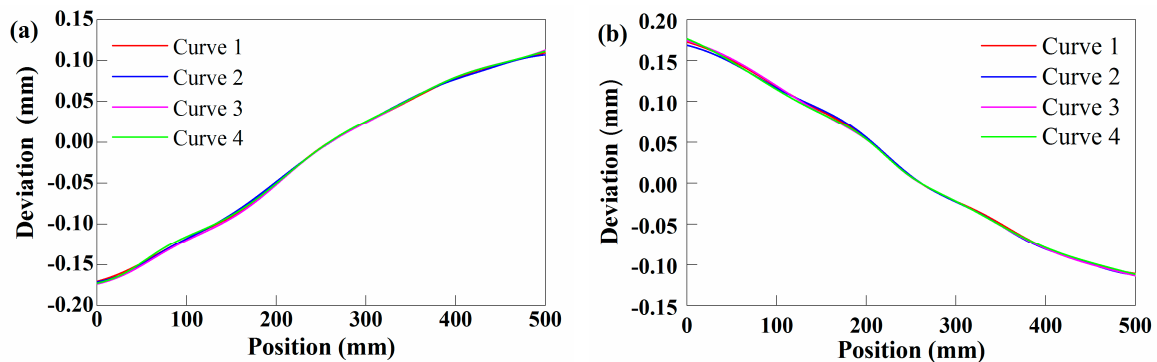 (a)
0.15
0.10
0.05
0.00
-0.05
-0.10
-0.15
-0.20
Deviation (mm)
Curve 1
Curve 2
Curve 3
Curve 4
0 100 200 300 400 500
Position (mm)
(b)
0.20
0.15
0.10
0.05
0.00
-0.05
-0.10
-0.15
Deviation (mm)
Curve 1
Curve 2
Curve 3
Curve 4
0 100 200 300 400 500
Position (mm)